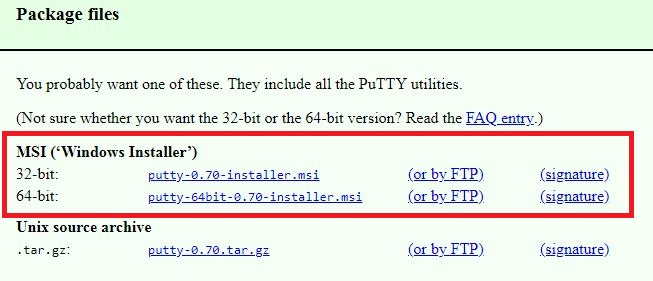 Package files
You probably want one of these. They include all the PuTTY utilities.
(Not sure whether you want the 32-bit or the 64-bit version? Read the FAQ entry.)
MSI (‘Windows Installer’)
32-bit: putty-0.70-installer.msi (or by FTP) (signature)
64-bit: putty-64bit-0.70-installer.msi (or by FTP) (signature)
Unix source archive
.tar.gz: putty-0.70.tar.gz (or by FTP) (signature)